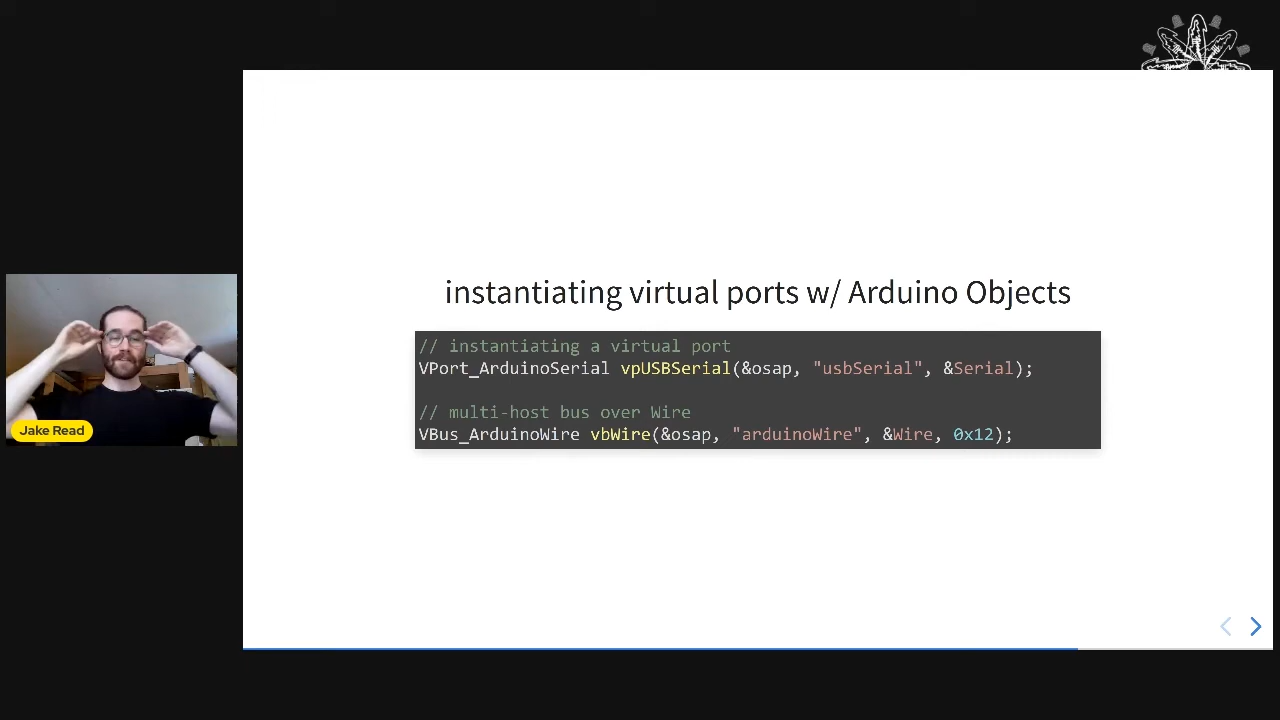 instantiating virtual ports w/ Arduino Objects
// instantiating a virtual port
VPort_ArduinoSerial vpUSBSerial(&osap, "usbSerial", &Serial);
// multi-host bus over Wire
VBus_ArduinoWire vbWire(&osap, "arduinoWire", &Wire, 0x12);
Jake Read